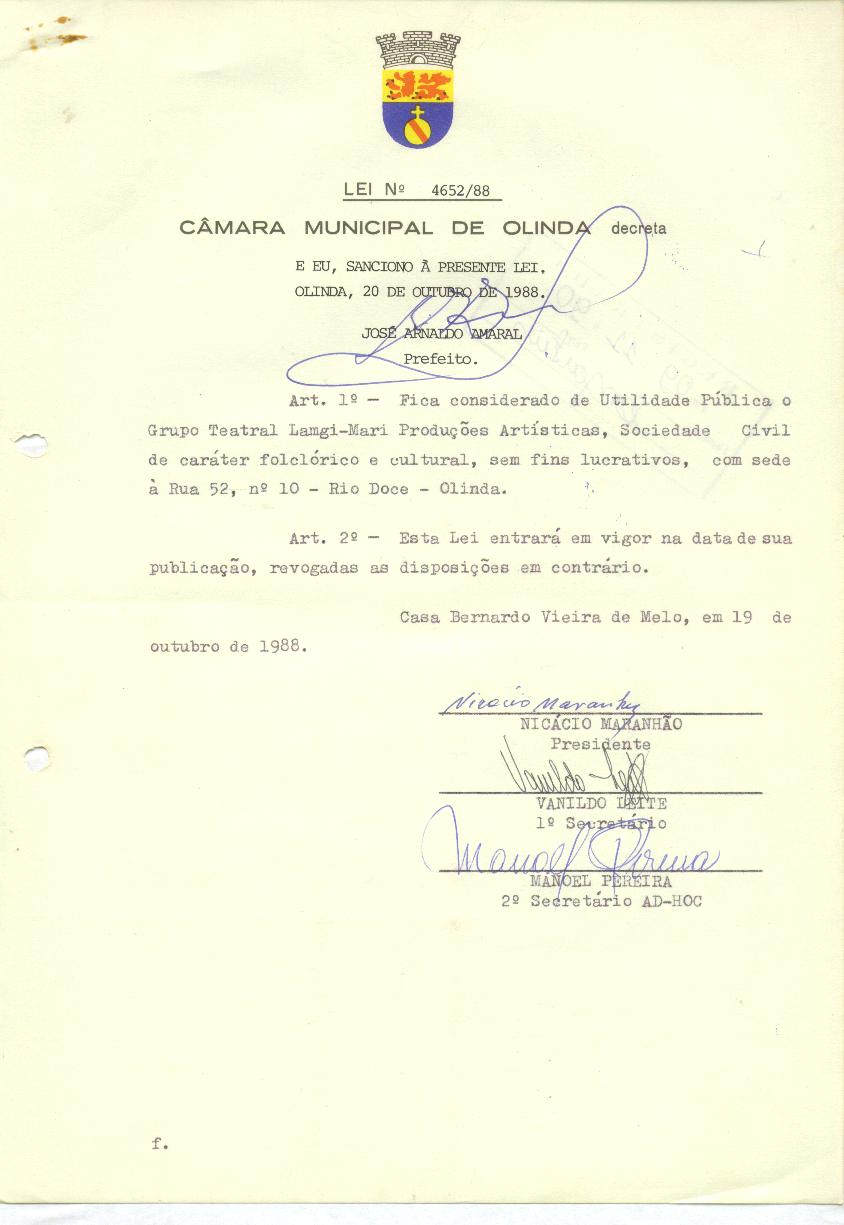 LEI Nº 4652/88
CÂMARA MUNICIPAL DE OLINDA decreta
E EU, SANCIONO À PRESENTE LEI.
OLINDA, 20 DE OUTUBRO DE 1988.
JOSÉ ARNALDO AMARAL
Prefeito.
Art. 1º - Fica considerado de Utilidade Pública o
Grupo Teatral Lamgi-Mari Produções Artísticas, Sociedade Civil
de caráter folclórico e cultural, sem fins lucrativos, com sede
à Rua 52, nº 10 - Rio Doce - Olinda.
Art. 2º - Esta Lei entrará em vigor na data de sua
publicação, revogadas as disposições em contrário.
Casa Bernardo Vieira de Melo, em 19 de
outubro de 1988.
Nicácio Maranhão
NICÁCIO MARANHÃO
Presidente
Vanildo Leite
VANILDO LEITE
1º Secretário
Manoel Pereira
MANOEL PEREIRA
2º Secretário AD-HOC
f.